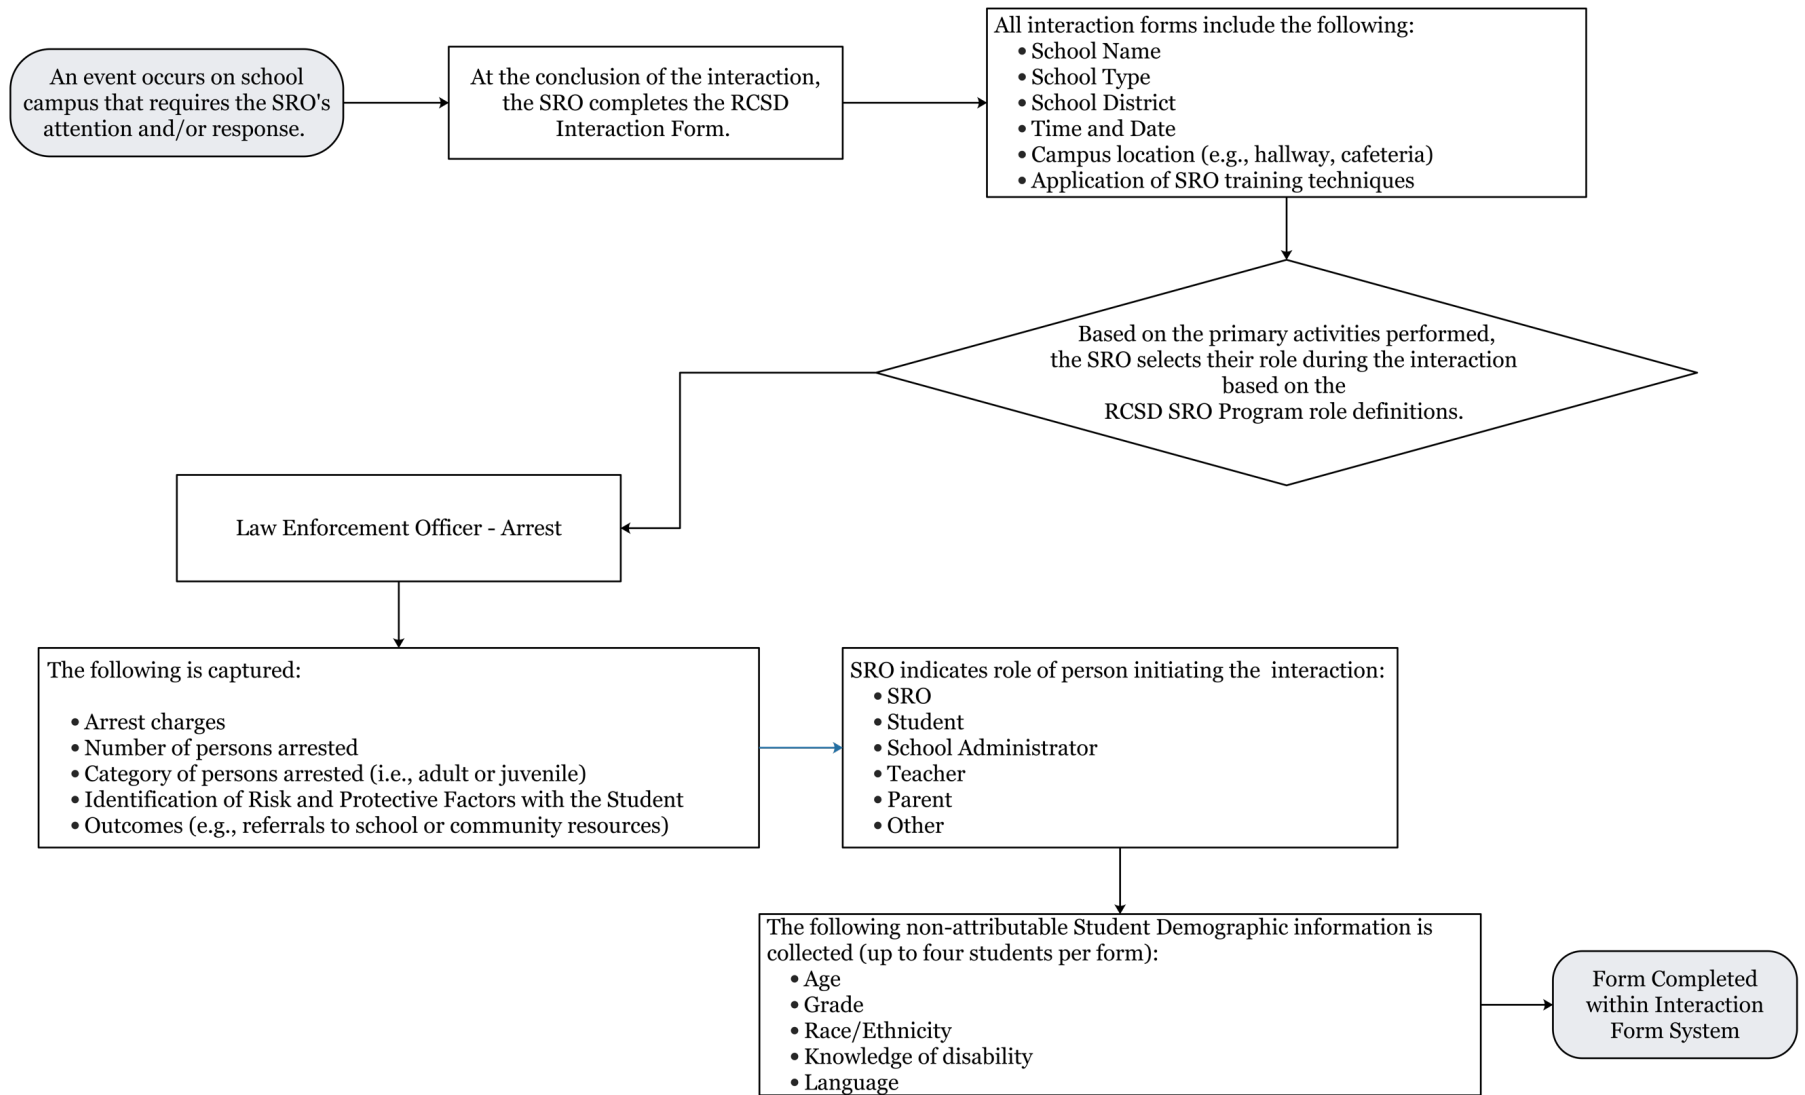 An event occurs on school
campus that requires the SRO's
attention and/or response.
At the conclusion of the interaction,
the SRO completes the RCSD
Interaction Form.
All interaction forms include the following:
• School Name
• School Type
• School District
• Time and Date
• Campus location (e.g., hallway, cafeteria)
• Application of SRO training techniques
Based on the primary activities performed,
the SRO selects their role during the interaction
based on the
RCSD SRO Program role definitions.
Law Enforcement Officer - Arrest
The following is captured:
• Arrest charges
• Number of persons arrested
• Category of persons arrested (i.e., adult or juvenile)
• Identification of Risk and Protective Factors with the Student
• Outcomes (e.g., referrals to school or community resources)
SRO indicates role of person initiating the interaction:
• SRO
• Student
• School Administrator
• Teacher
• Parent
• Other
The following non-attributable Student Demographic information is
collected (up to four students per form):
• Age
• Grade
• Race/Ethnicity
• Knowledge of disability
• Language
Form Completed
within Interaction
Form System